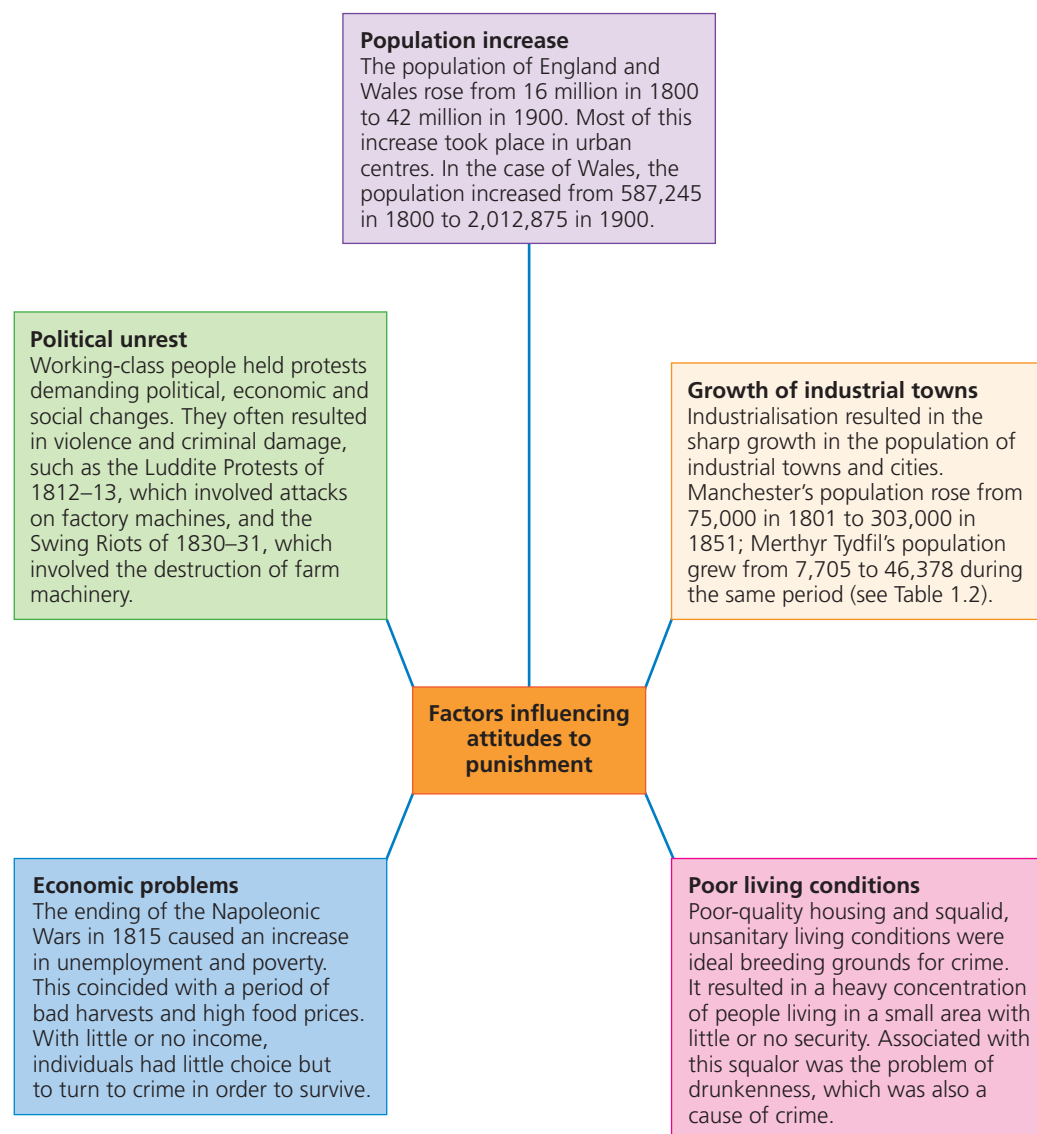 Population increase
The population of England and
Wales rose from 16 million in 1800
to 42 million in 1900. Most of this
increase took place in urban
centres. In the case of Wales, the
population increased from 587,245
in 1800 to 2,012,875 in 1900.
Political unrest
Working-class people held protests
demanding political, economic and
social changes. They often resulted
in violence and criminal damage,
such as the Luddite Protests of
1812–13, which involved attacks
on factory machines, and the
Swing Riots of 1830–31, which
involved the destruction of farm
machinery.
Growth of industrial towns
Industrialisation resulted in the
sharp growth in the population of
industrial towns and cities.
Manchester’s population rose from
75,000 in 1801 to 303,000 in
1851; Merthyr Tydfil’s population
grew from 7,705 to 46,378 during
the same period (see Table 1.2).
Factors influencing
attitudes to
punishment
Economic problems
The ending of the Napoleonic
Wars in 1815 caused an increase
in unemployment and poverty.
This coincided with a period of
bad harvests and high food prices.
With little or no income,
individuals had little choice but
to turn to crime in order to survive.
Poor living conditions
Poor-quality housing and squalid,
unsanitary living conditions were
ideal breeding grounds for crime.
It resulted in a heavy concentration
of people living in a small area with
little or no security. Associated with
this squalor was the problem of
drunkenness, which was also a
cause of crime.